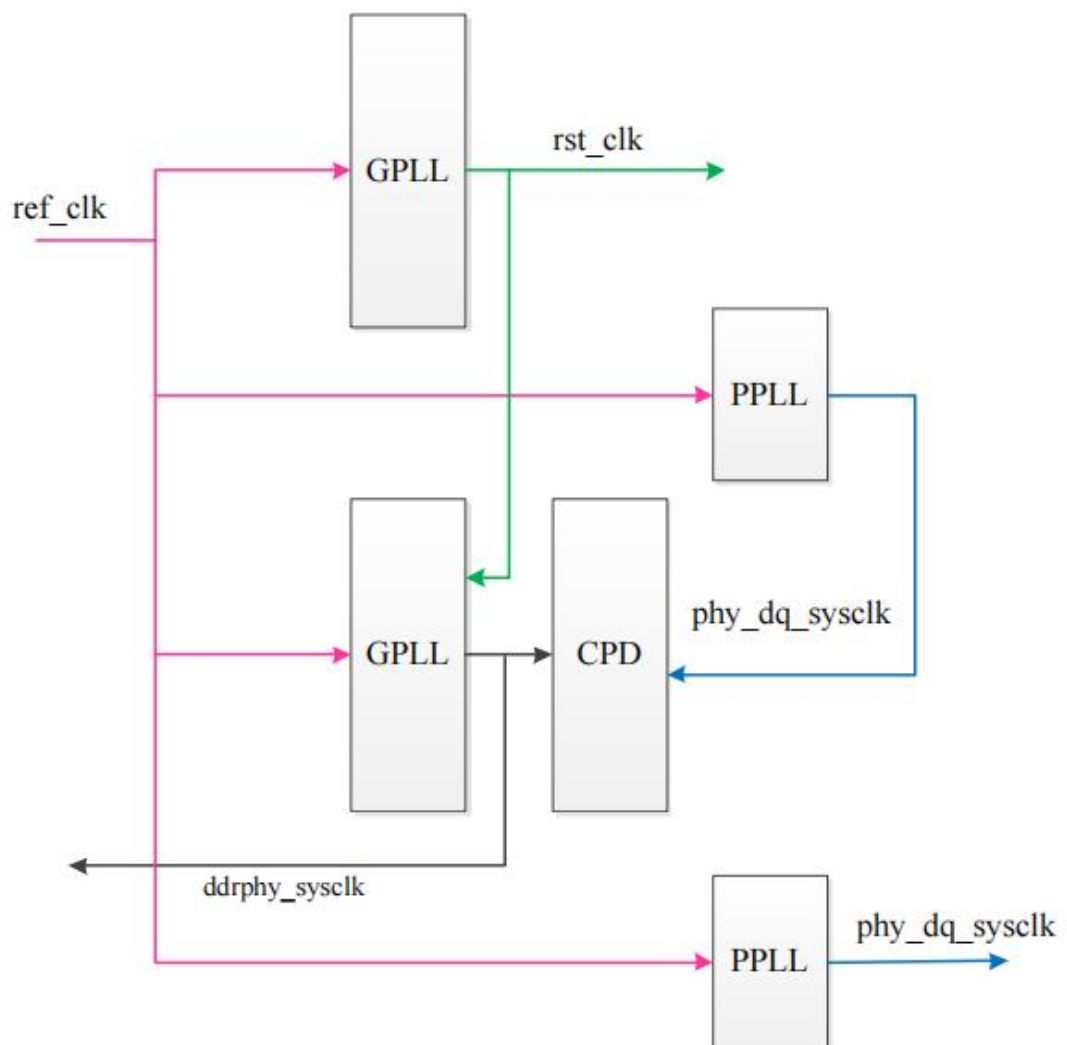 rst_clk
GPLL
ref_clk
PPLL
phy_dq_sysclk
GPLL
CPD
ddrphy_sysclk
phy_dq_sysclk
PPLL